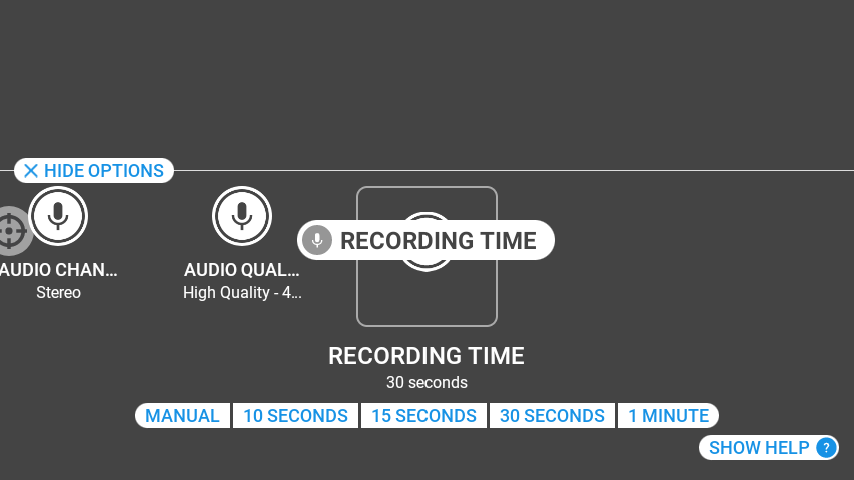 HIDE OPTIONS
RECORDING TIME
AUDIO CHAN...
AUDIO QUAL...
Stereo
High Quality - 4...
RECORDING TIME
30 seconds
MANUAL
10 SECONDS
15 SECONDS
30 SECONDS
1 MINUTE
SHOW HELP ?